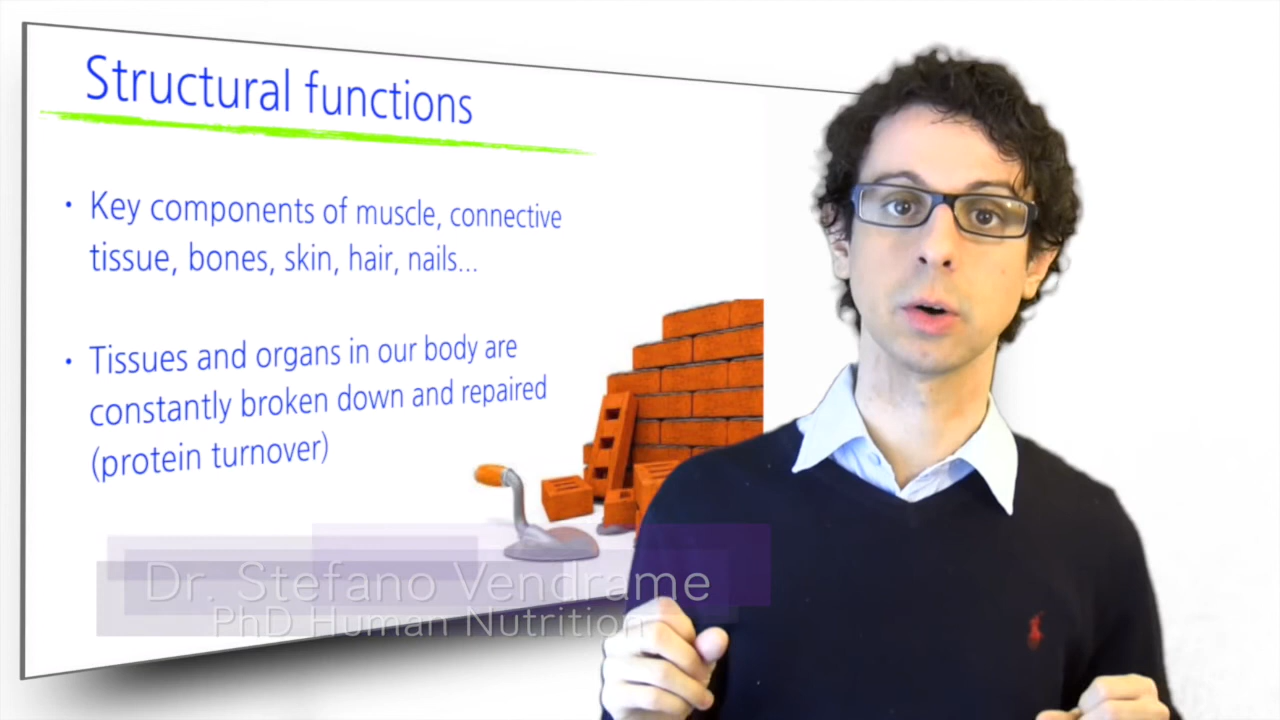 Structural functions
• Key components of muscle, connective
tissue, bones, skin, hair, nails...
• Tissues and organs in our body are
constantly broken down and repaired
(protein turnover)
Dr. Stefano Vendrame
PhD Human Nutrition